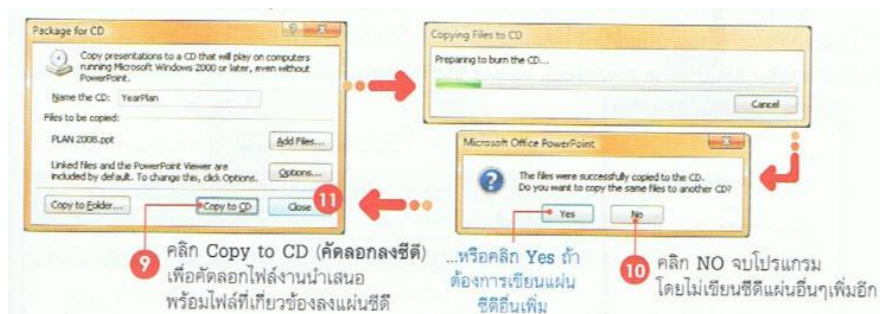 Package for CD
Copy presentations to a CD that will play on computers
running Microsoft Windows 2000 or later, even without
PowerPoint.
Name the CD: YearPlan
Files to be copied:
PLAN 2008.ppt
Add Files...
Linked files and the PowerPoint Viewer are
included by default. To change this, click Options.
Options...
Copy to Folder...
Copy to CD
Close
11
Copying Files to CD
Preparing to burn the CD...
Cancel
Microsoft Office PowerPoint
The files were successfully copied to the CD.
Do you want to copy the same files to another CD?
Yes
No
9
คลิก Copy to CD (คัดลอกลงซีดี)
เพื่อคัดลอกไฟล์งานนำเสนอ
พร้อมไฟล์ที่เกี่ยวข้องลงแผ่นซีดี
...หรือคลิก Yes ถ้า
ต้องการเขียนแผ่น
ซีดีอื่นเพิ่ม
10
คลิก NO จบโปรแกรม
โดยไม่เขียนซีดีแผ่นอื่นๆเพิ่มอีก